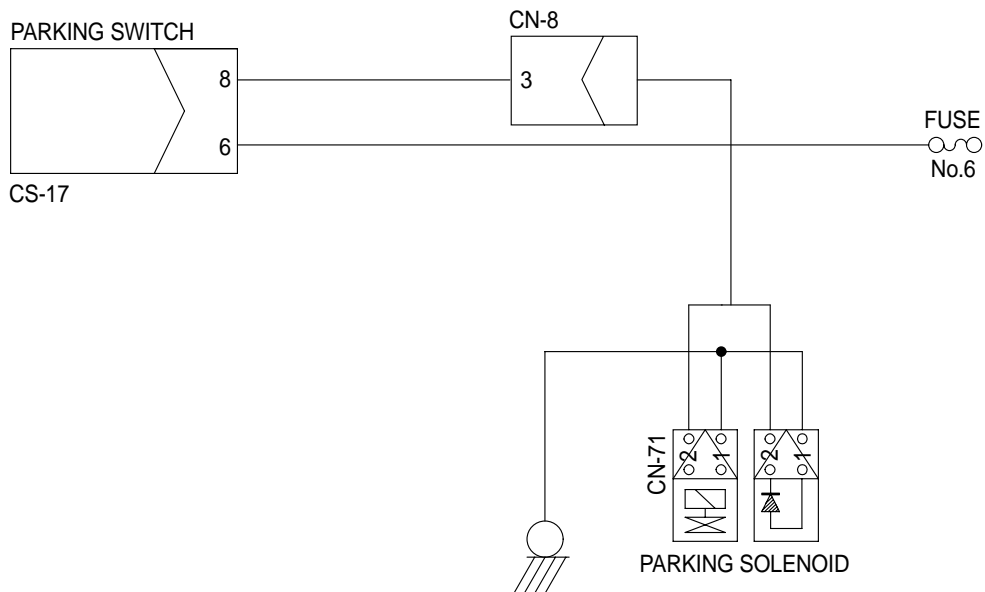 PARKING SWITCH
CN-8
8
3
6
FUSE
No.6
CS-17
CN-71
2
1
2
1
PARKING SOLENOID